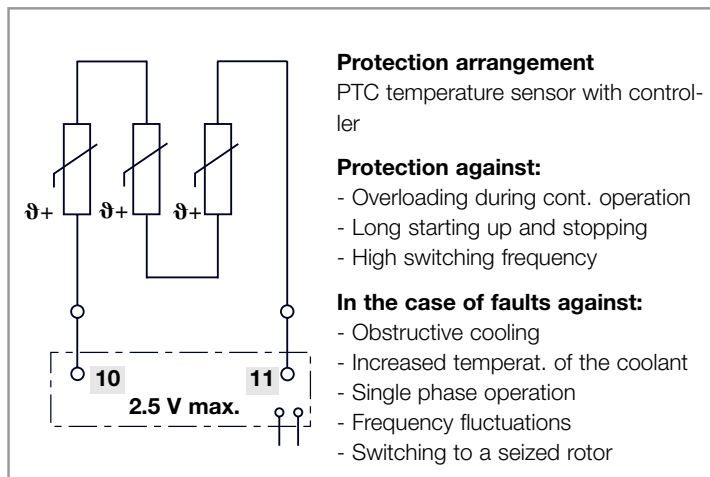 ϑ+
ϑ+
ϑ+
10
11
2.5 V max.
Protection arrangement
PTC temperature sensor with control-
ler
Protection against:
- Overloading during cont. operation
- Long starting up and stopping
- High switching frequency
In the case of faults against:
- Obstructive cooling
- Increased temperat. of the coolant
- Single phase operation
- Frequency fluctuations
- Switching to a seized rotor